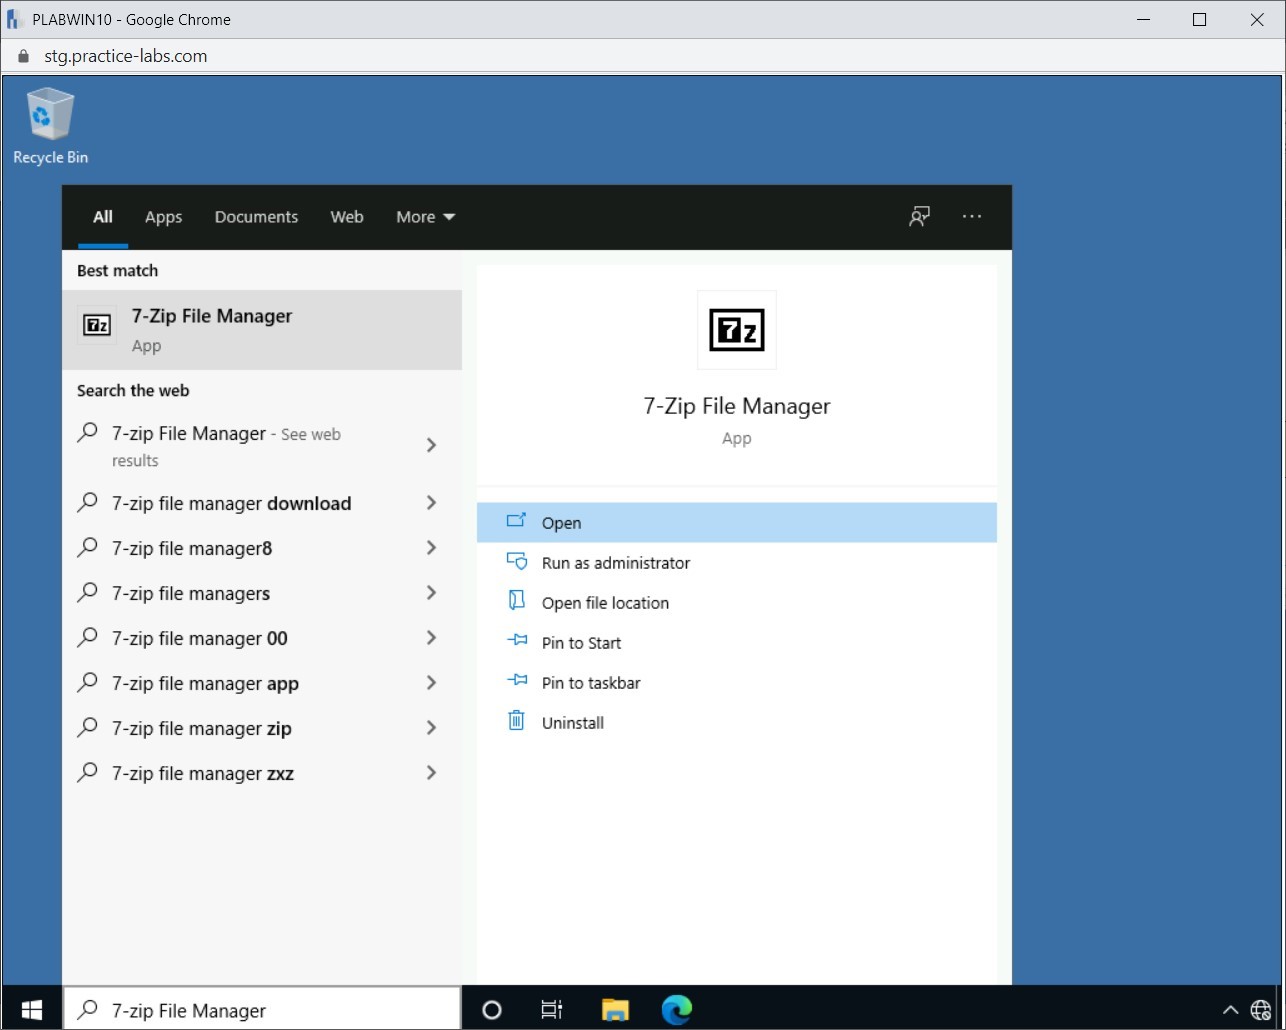 PLABWIN10 - Google Chrome
stg.practice-labs.com
Recycle Bin
All
Apps
Documents
Web
More
Best match
7-Zip File Manager
App
Search the web
7-zip File Manager - See web
results
7-zip file manager download
7-zip file manager8
7-zip file managers
7-zip file manager 00
7-zip file manager app
7-zip file manager zip
7-zip file manager zxz
7z
7z
7-Zip File Manager
App
Open
Run as administrator
Open file location
Pin to Start
Pin to taskbar
Uninstall
7-zip File Manager